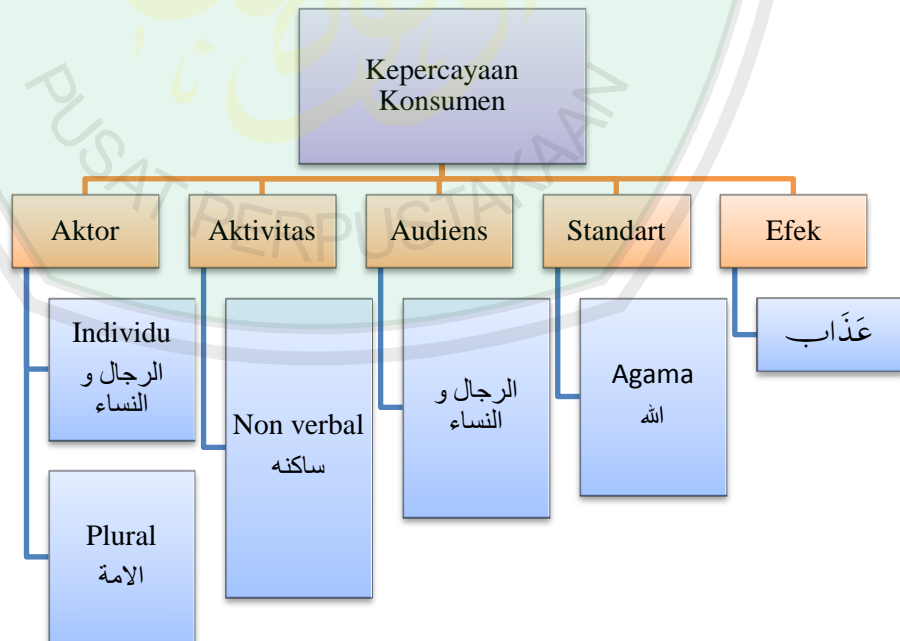 Kepercayaan
Konsumen
PUSAT PERPUSTAKAAN
Aktor
Aktivitas
Audiens
Standart
Efek
Individu
الرجال و
النساء
Plural
الامة
Non verbal
ساكنه
الرجال و
النساء
Agama
الله
عَذَاب